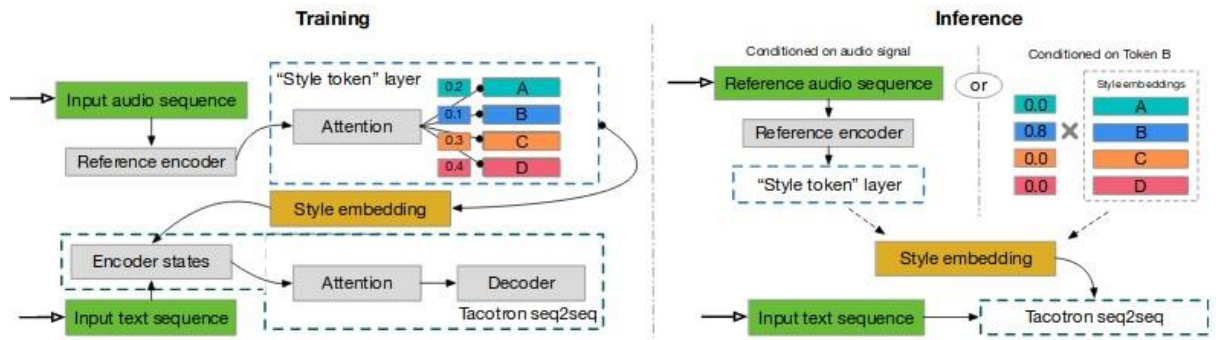 Training
Input audio sequence
Reference encoder
"Style token" layer
Attention
0.2 A
0.1 B
0.3 C
0.4 D
Style embedding
Encoder states
Attention
Decoder
Tacotron seq2seq
Input text sequence
Inference
Conditioned on audio signal
Reference audio sequence
Reference encoder
"Style token" layer
or
Conditioned on Token B
Style embeddings
0.0 A
0.8 B
0.0 C
0.0 D
Style embedding
Input text sequence
Tacotron seq2seq